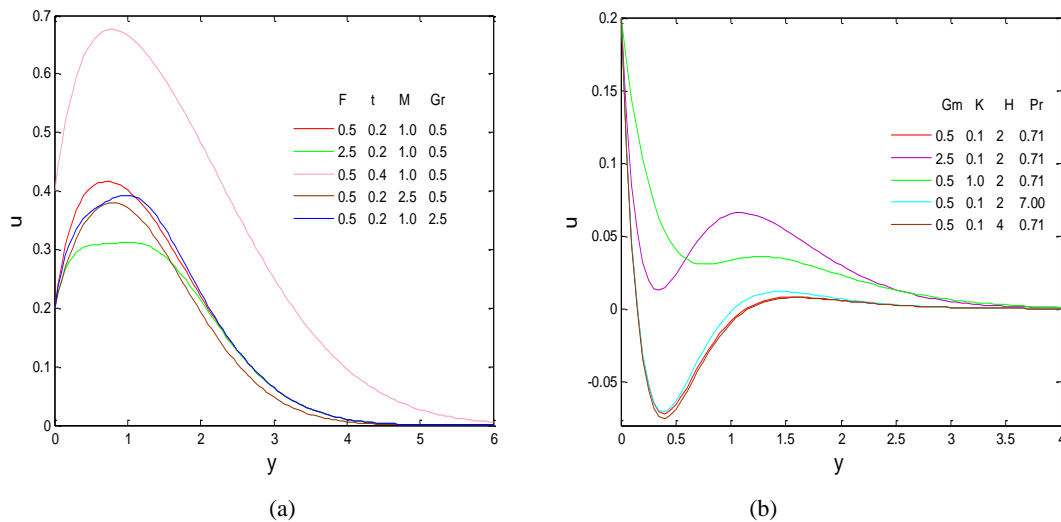 0.7
0.6
0.5
0.4
0.3
0.2
0.1
0
0 1 2 3 4 5 6
u
y
F t M Gr
0.5 0.2 1.0 0.5
2.5 0.2 1.0 0.5
0.5 0.4 1.0 0.5
0.5 0.2 2.5 0.5
0.5 0.2 1.0 2.5
(a)
0.2
0.15
0.1
0.05
0
-0.05
0 0.5 1 1.5 2 2.5 3 3.5 4
u
y
Gm K H Pr
0.5 0.1 2 0.71
2.5 0.1 2 0.71
0.5 1.0 2 0.71
0.5 0.1 2 7.00
0.5 0.1 4 0.71
(b)